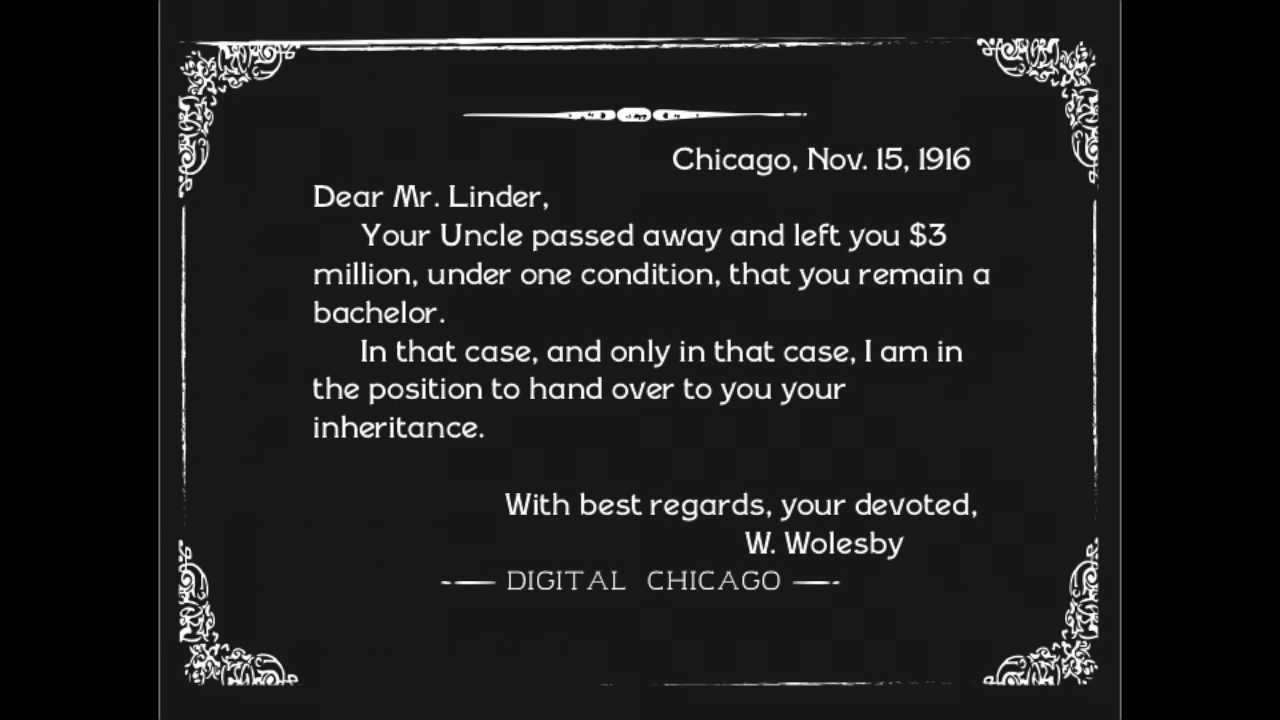 Chicago, Nov. 15, 1916
Dear Mr. Linder,
Your Uncle passed away and left you $3
million, under one condition, that you remain a
bachelor.
In that case, and only in that case, I am in
the position to hand over to you your
inheritance.
With best regards, your devoted,
W. Wolesby
DIGITAL CHICAGO